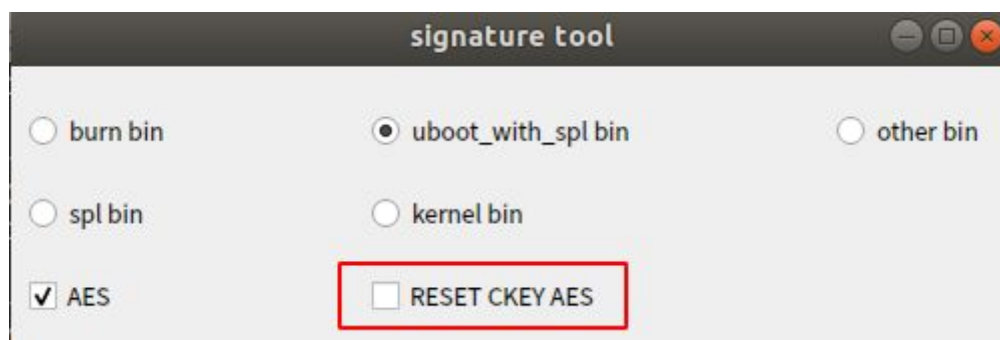 signature tool
burn bin uboot_with_spl bin other bin
spl bin kernel bin
AES RESET CKEY AES